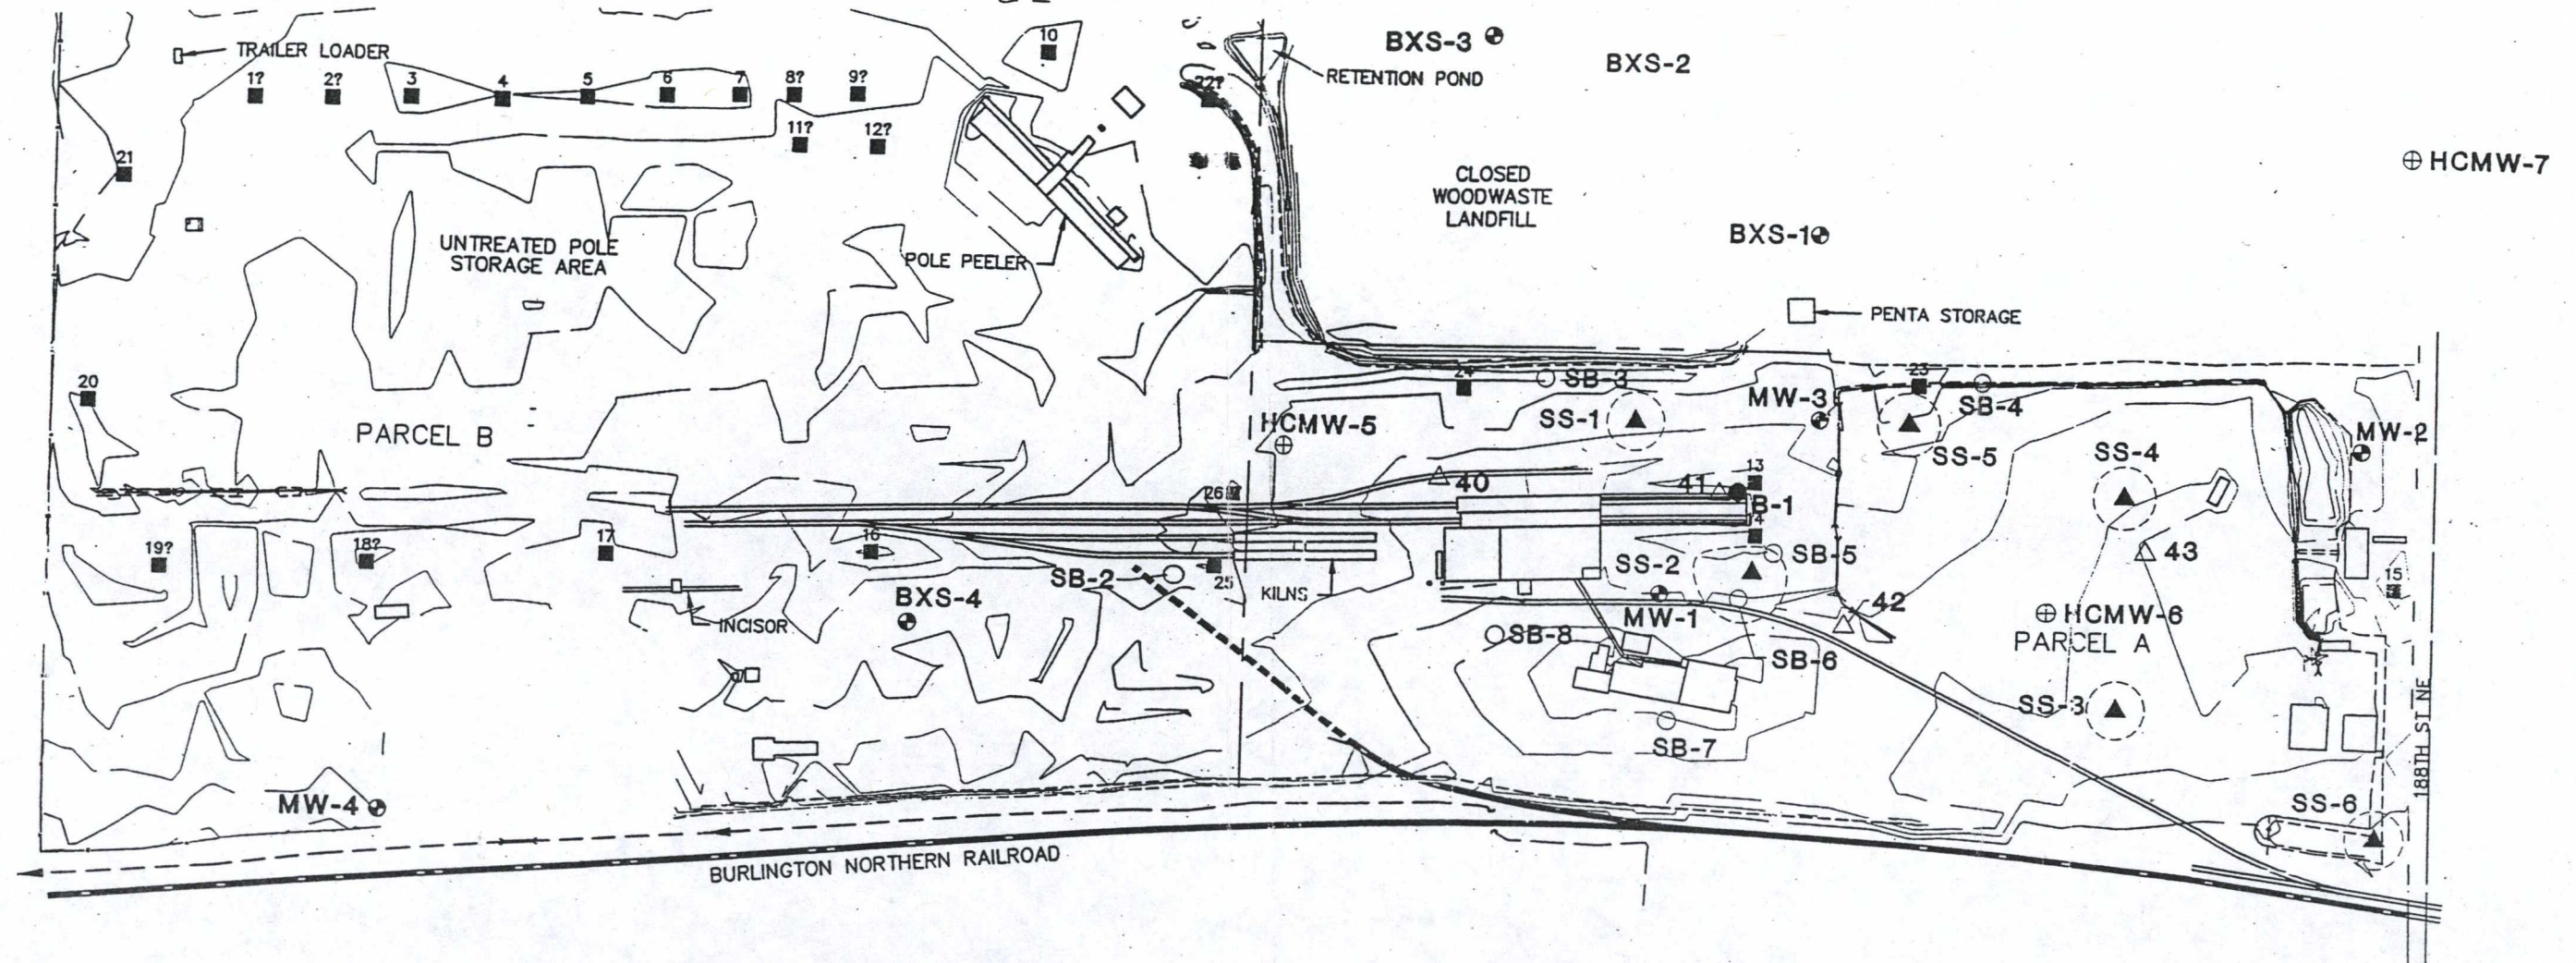 TRAILER LOADER
1?
2?
3
4
5
6
7
8?
9?
10
11?
12?
22?
RETENTION POND
BXS-3
BXS-2
HCMW-7
21
CLOSED
WOODWASTE
LANDFILL
BXS-1
UNTREATED POLE
STORAGE AREA
POLE PEELER
PENTA STORAGE
20
PARCEL B
24
SB-3
SS-1
MW-3
23
SB-4
SS-5
MW-2
HCMW-5
SS-4
26
40
41
13
B-1
14
43
19?
18?
17
16
25
SB-2
KILNS
SS-2
SB-5
15
BXS-4
INCISOR
MW-1
42
HCMW-6
PARCEL A
SB-8
SB-6
SS-3
SB-7
188TH ST NE
MW-4
SS-6
BURLINGTON NORTHERN RAILROAD